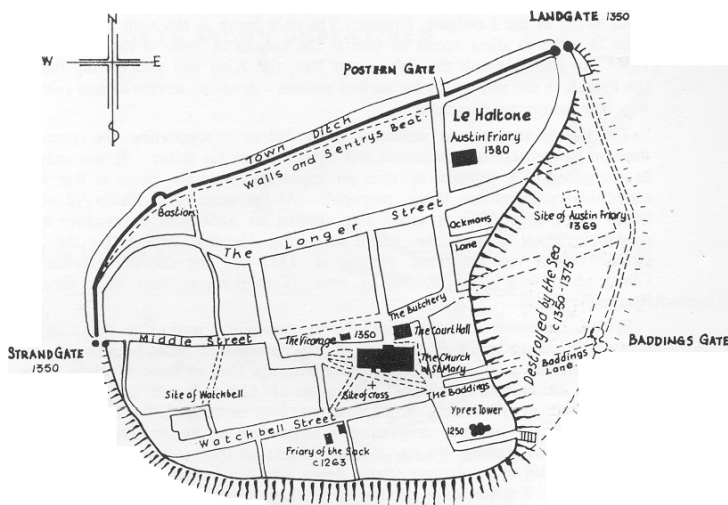 LANDGATE 1350
N
W
E
POSTERN GATE
Le Haltone
Austin Friary
1380
Town Ditch
Walls and Sentrys Beat
Bastion
Site of Austin Friary
1369
Ockmans
Lane
The Longer Street
Destroyed by the Sea
c1350-1375
The Butchery
The Court Hall
Middle Street
The Vicarage
1350
STRANDGATE
1350
BADDINGS GATE
Baddings
Lane
The Church
of St Mary
Site of Watchbell
Site of cross
The Baddings
Ypres Tower
1250
Watchbell Street
Friary of the Sack
c1263